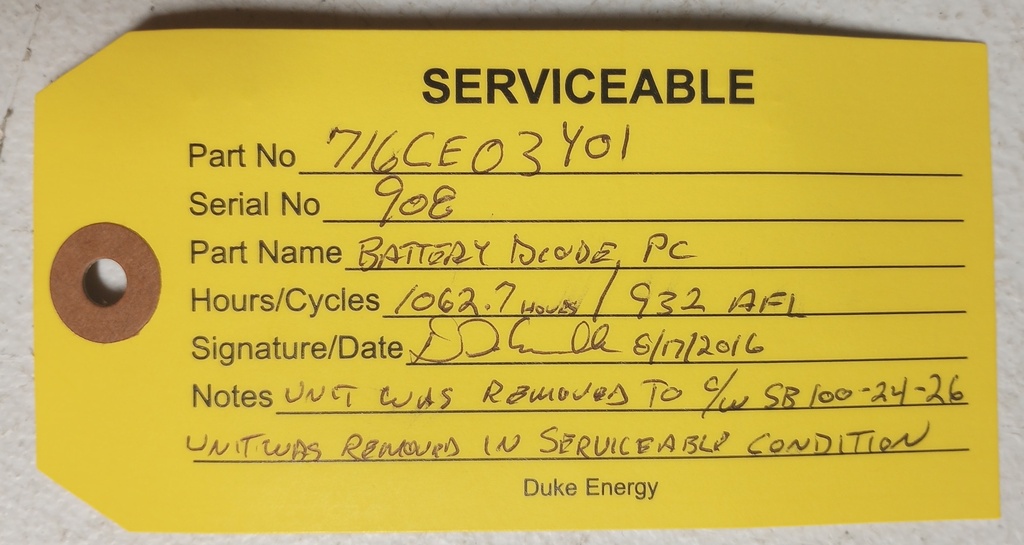 SERVICEABLE
Part No 716CE03Y01
Serial No 908
Part Name BATTERY DIODE, PC
Hours/Cycles 1062.7 HOURS / 932 AFL
Signature/Date 8/17/2016
Notes UNIT WAS REMOVED TO C/W SB 100-24-26
UNIT WAS REMOVED IN SERVICEABLE CONDITION
Duke Energy